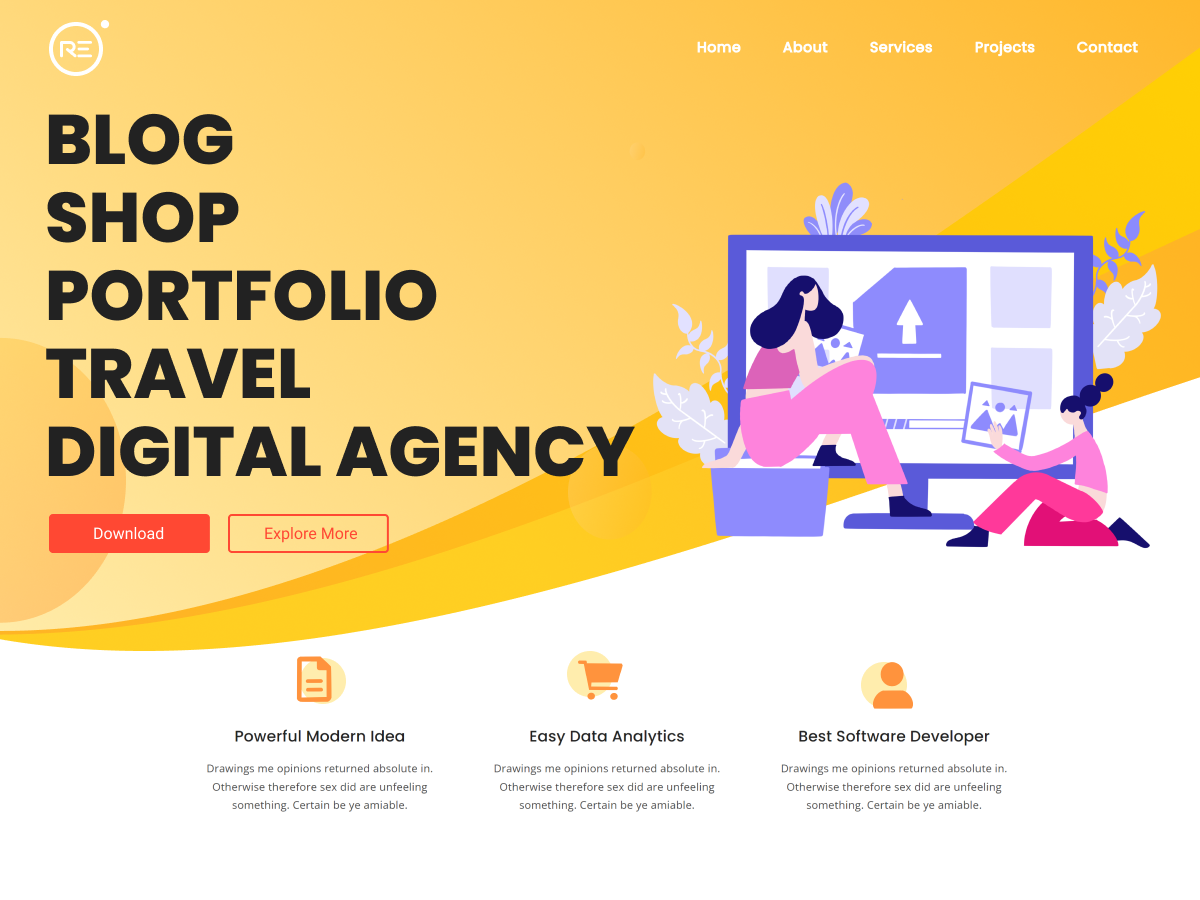 RE
Home About Services Projects Contact
BLOG
SHOP
PORTFOLIO
TRAVEL
DIGITAL AGENCY
Download Explore More
Powerful Modern Idea
Drawings me opinions returned absolute in.
Otherwise therefore sex did are unfeeling
something. Certain be ye amiable.
Easy Data Analytics
Drawings me opinions returned absolute in.
Otherwise therefore sex did are unfeeling
something. Certain be ye amiable.
Best Software Developer
Drawings me opinions returned absolute in.
Otherwise therefore sex did are unfeeling
something. Certain be ye amiable.